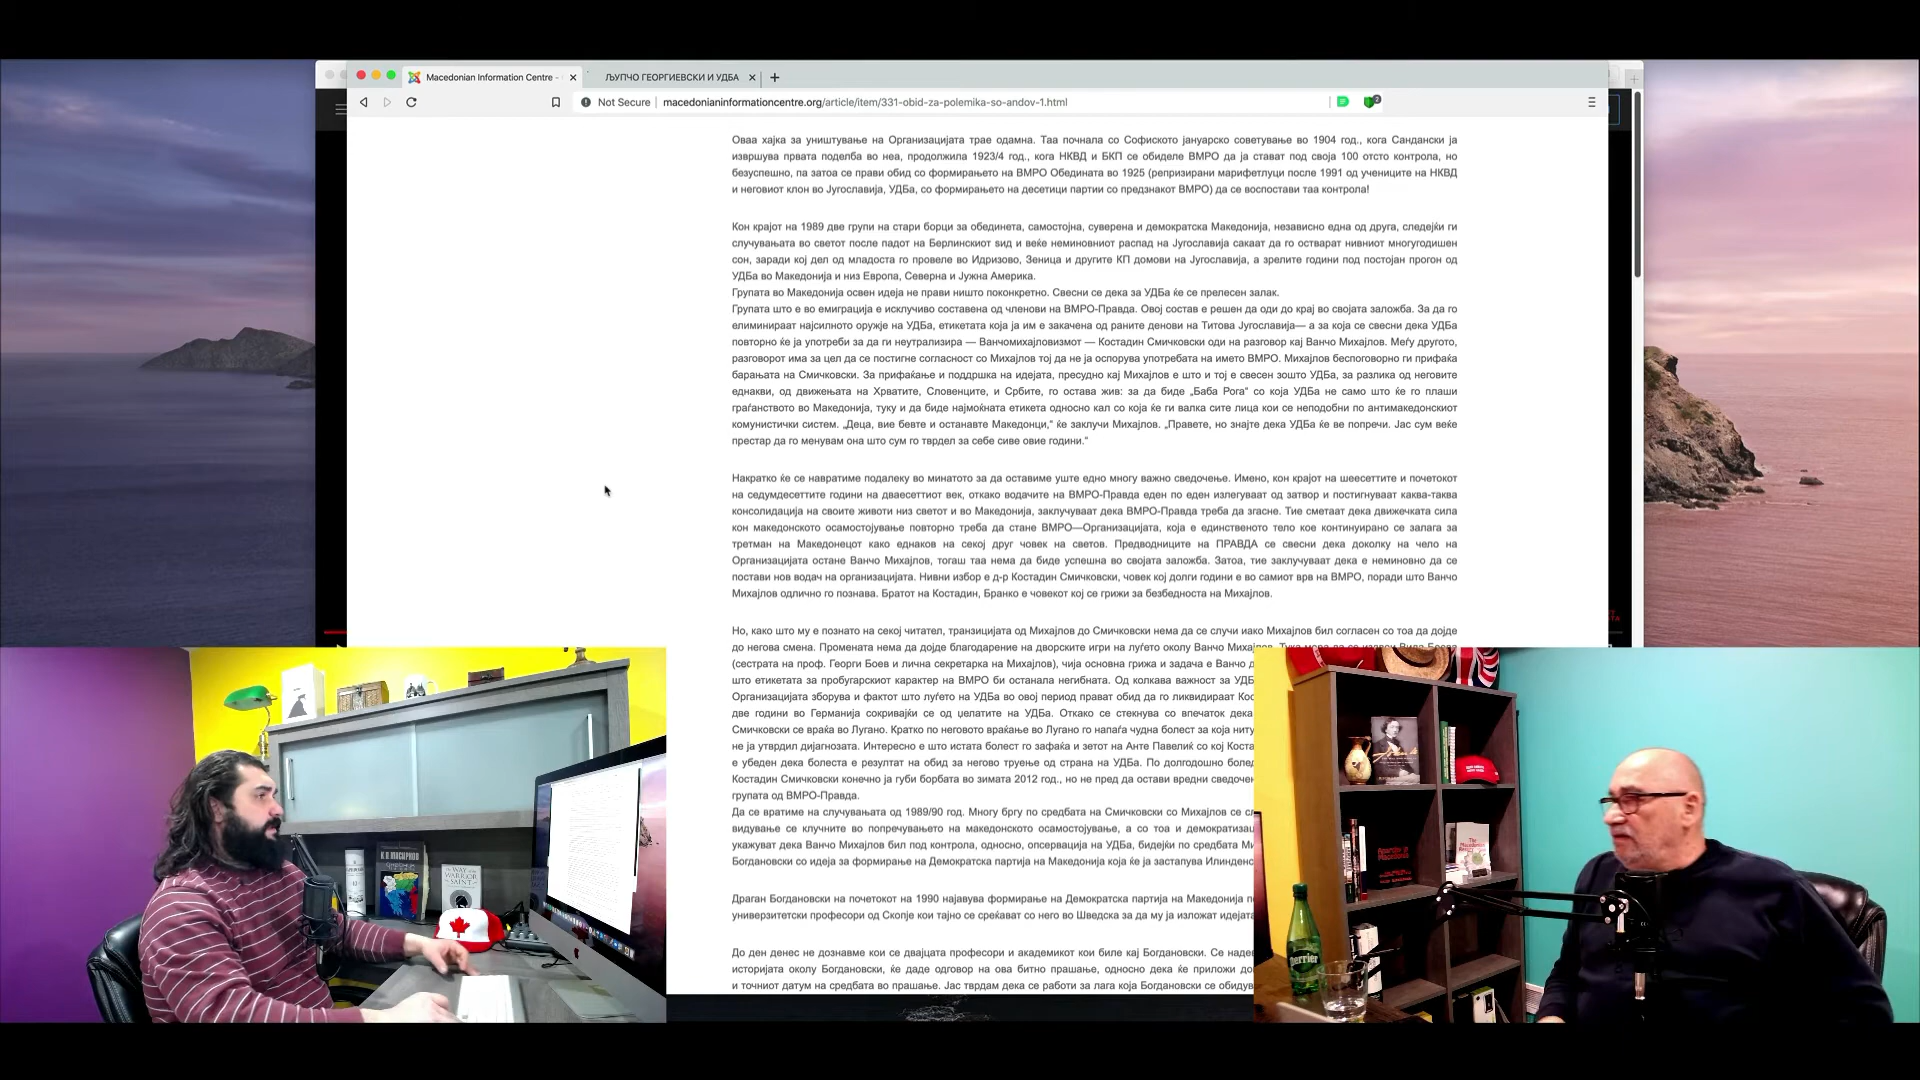 Macedonian Information Centre -
ЉУПЧО ГЕОРГИЕВСКИ И УДБА
Not Secure
macedonianinformationcentre.org/article/item/331-obid-za-polemika-so-andov-1.html
Оваа хајка за уништување на Организацијата трае одамна. Таа почнала со Софиското јануарско советување во 1904 год., кога Сандански ја
извршува првата поделба во неа, продолжила 1923/4 год., кога НКВД и БКП се обиделе ВМРО да ја стават под своја 100 отсто контрола, но
безуспешно, па затоа се прави обид со формирањето на ВМРО Обединета во 1925 (репризирани марифетлуци после 1991 од учениците на НКВД
и неговиот клон во Југославија, УДБа, со формирањето на десетици партии со предзнакот ВМРО) да се воспостави таа контрола!
Кон крајот на 1989 две групи на стари борци за обединета, самостојна, суверена и демократска Македонија, независно една од друга, следејќи ги
случувањата во светот после падот на Берлинскиот ѕид и веќе неминовниот распад на Југославија сакаат да го остварат нивниот многугодишен
сон, заради кој дел од младоста го провеле во Идризово, Зеница и другите КП домови на Југославија, а зрелите години под постојан прогон од
УДБа во Македонија и низ Европа, Северна и Јужна Америка.
Групата во Македонија освен идеја не прави ништо поконкретно. Свесни се дека за УДБа ќе се прелесен залак.
Групата што е во емиграција е исклучиво составена од членови на ВМРО-Правда. Овој состав е решен да оди до крај во својата заложба. За да го
елиминираат најсилното оружје на УДБа, етикетата која ја им е закачена од раните денови на Титова Југославија— а за која се свесни дека УДБа
повторно ќе ја употреби за да ги неутрализира — Ванчомихајловизмот — Костадин Смичковски оди на разговор кај Ванчо Михајлов. Меѓу другото,
разговорот има за цел да се постигне согласност со Михајлов тој да не ја оспорува употребата на името ВМРО. Михајлов беспоговорно ги прифаќа
барањата на Смичковски. За прифаќање и поддршка на идејата, пресудно кај Михајлов е што и тој е свесен зошто УДБа, за разлика од неговите
еднакви, од движењата на Хрватите, Словенците, и Србите, го остава жив: за да биде „Баба Рога“ со која УДБа не само што ќе го плаши
граѓанството во Македонија, туку и да биде најмоќната етикета односно кал со која ќе ги валка сите лица кои се неподобни по антимакедонскиот
комунистички систем. „Деца, вие бевте и останавте Македонци,“ ќе заклучи Михајлов. „Правете, но знајте дека УДБа ќе ве попречи. Јас сум веќе
престар да го менувам она што сум го тврдел за себе сиве овие години.“
Накратко ќе се навратиме подалеку во минатото за да оставиме уште едно многу важно сведочење. Имено, кон крајот на шеесеттите и почетокот
на седумдесеттите години на дваесеттиот век, откако водачите на ВМРО-Правда еден по еден излегуваат од затвор и постигнуваат каква-таква
консолидација на своите животи низ светот и во Македонија, заклучуваат дека ВМРО-Правда треба да згасне. Тие сметаат дека движечката сила
кон македонското осамостојување повторно треба да стане ВМРО—Организацијата, која е единственото тело кое континуирано се залага за
третман на Македонецот како еднаков на секој друг човек на светов. Предводниците на ПРАВДА се свесни дека доколку на чело на
Организацијата остане Ванчо Михајлов, тогаш таа нема да биде успешна во својата заложба. Затоа, тие заклучуваат дека е неминовно да се
постави нов водач на организацијата. Нивни избор е д-р Костадин Смичковски, човек кој долги години е во самиот врв на ВМРО, поради што Ванчо
Михајлов одлично го познава. Братот на Костадин, Бранко е човекот кој се грижи за безбедноста на Михајлов.
Но, како што му е познато на секој читател, транзицијата од Михајлов до Смичковски нема да се случи иако Михајлов бил согласен со тоа да дојде
до негова смена. Промената нема да дојде благодарение на дворските игри на луѓето околу Ванчо
(сестрата на проф. Георги Боев и лична секретарка на Михајлов), чија основна грижа и задача е Ванчо
што етикетата за пробугарскиот карактер на ВМРО би останала негибната. Од колкава важност за
Организацијата зборува и фактот што луѓето на УДБа во овој период прават обид да го ликвидираат
две години во Германија сокривајќи се од џелатите на УДБа. Откако се стекнува со впечаток дека
Смичковски се враќа во Лугано. Кратко по неговото враќање во Лугано го напаѓа чудна болест за која
не ја утврдил дијагнозата. Интересно е што истата болест го зафаќа и зетот на Анте Павелиќ со кој
е убеден дека болеста е резултат на обид за негово труење од страна на УДБа. По долгодошно
Костадин Смичковски конечно ја губи борбата во зимата 2012 год., но не пред да остави вредни
групата од ВМРО-Правда.
Да се вратиме на случувањата од 1989/90 год. Многу бргу по средбата на Смичковски со Михајлов се
видување се клучните во попречувањето на македонското осамостојување, а со тоа и
укажуват дека Ванчо Михајлов бил под контрола, односно, опсервација на УДБа, бидејќи по средбата
Богдановски со идеја за формирање на Демократска партија на Македонија која ќе ја застапува
Драган Богдановски на почетокот на 1990 најавува формирање на Демократска партија на Македонија
универзитетски професори од Скопје кои тајно се среќават со него во Шведска за да му ја изложат
До ден денес не дознавме кои се двајцата професори и академикот кои биле кај Богдановски. Се
историјата околу Богдановски, ќе даде одговор на ова битно прашање, односно дека ќе приложи
и точниот датум на средбата во прашање. Јас тврдам дека се работи за лага која Богдановски се
К.П. МИСИРКОВ
THE WAY OF THE
WARRIOR
SAINT
perrier